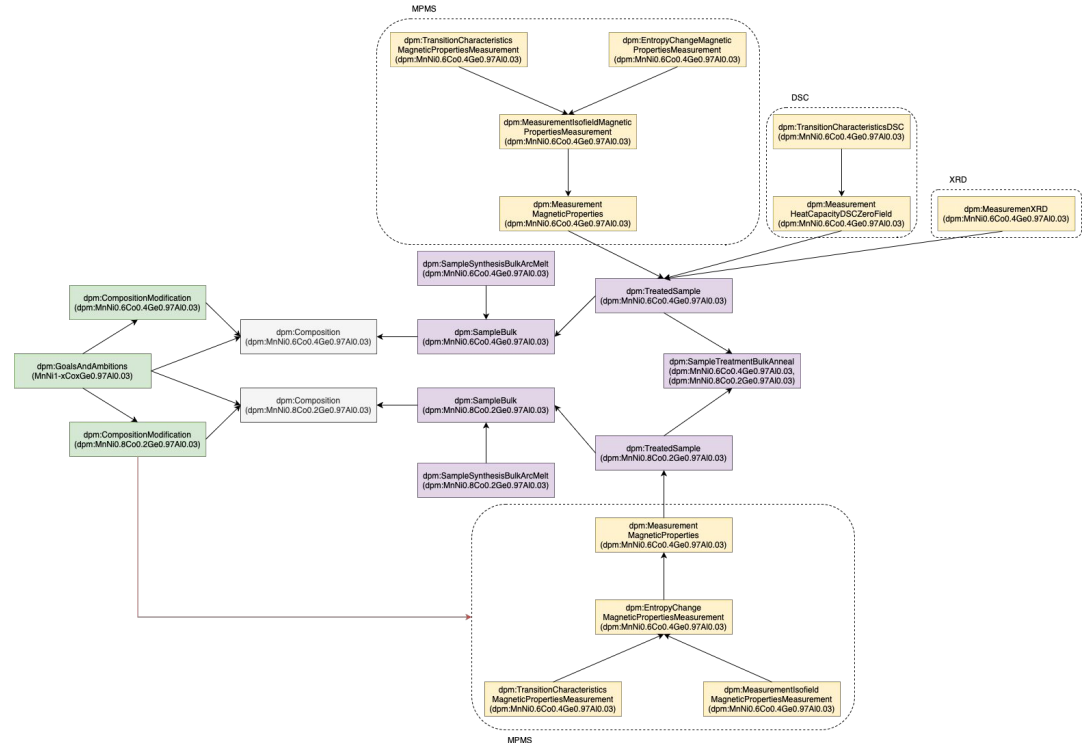 MPMS
dpm:TransitionCharacteristics
MagneticPropertiesMeasurement
(dpm:MnNi0.6Co0.4Ge0.97Al0.03)
dpm:EntropyChangeMagnetic
PropertiesMeasurement
(dpm:MnNi0.6Co0.4Ge0.97Al0.03)
dpm:MeasurementIsofieldMagnetic
PropertiesMeasurement
(dpm:MnNi0.6Co0.4Ge0.97Al0.03)
dpm:Measurement
MagneticProperties
(dpm:MnNi0.6Co0.4Ge0.97Al0.03)
DSC
dpm:TransitionCharacteristicsDSC
(dpm:MnNi0.6Co0.4Ge0.97Al0.03)
dpm:Measurement
HeatCapacityDSCZeroField
(dpm:MnNi0.6Co0.4Ge0.97Al0.03)
XRD
dpm:MeasuremenXRD
(dpm:MnNi0.6Co0.4Ge0.97Al0.03)
dpm:SampleSynthesisBulkArcMelt
(dpm:MnNi0.6Co0.4Ge0.97Al0.03)
dpm:TreatedSample
(dpm:MnNi0.6Co0.4Ge0.97Al0.03)
dpm:CompositionModification
(dpm:MnNi0.6Co0.4Ge0.97Al0.03)
dpm:Composition
(dpm:MnNi0.6Co0.4Ge0.97Al0.03)
dpm:SampleBulk
(dpm:MnNi0.6Co0.4Ge0.97Al0.03)
dpm:GoalsAndAmbitions
(MnNi1-xCoxGe0.97Al0.03)
dpm:SampleTreatmentBulkAnneal
(dpm:MnNi0.6Co0.4Ge0.97Al0.03,
(dpm:MnNi0.8Co0.2Ge0.97Al0.03)
dpm:Composition
(dpm:MnNi0.8Co0.2Ge0.97Al0.03)
dpm:SampleBulk
(dpm:MnNi0.8Co0.2Ge0.97Al0.03)
dpm:CompositionModification
(dpm:MnNi0.8Co0.2Ge0.97Al0.03)
dpm:TreatedSample
(dpm:MnNi0.8Co0.2Ge0.97Al0.03)
dpm:SampleSynthesisBulkArcMelt
(dpm:MnNi0.8Co0.2Ge0.97Al0.03)
dpm:Measurement
MagneticProperties
(dpm:MnNi0.6Co0.4Ge0.97Al0.03)
dpm:EntropyChange
MagneticPropertiesMeasurement
(dpm:MnNi0.6Co0.4Ge0.97Al0.03)
dpm:TransitionCharacteristics
MagneticPropertiesMeasurement
(dpm:MnNi0.6Co0.4Ge0.97Al0.03)
dpm:MeasurementIsofield
MagneticPropertiesMeasurement
(dpm:MnNi0.6Co0.4Ge0.97Al0.03)
MPMS